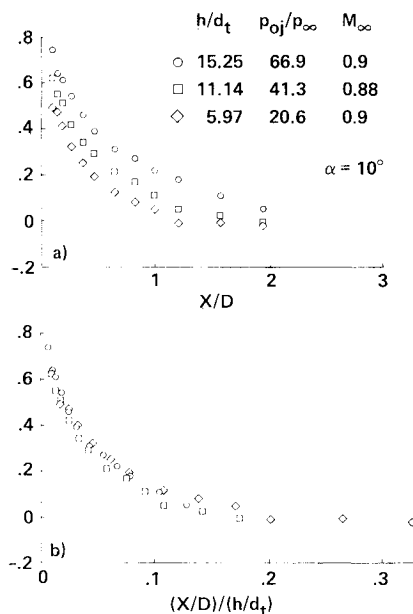 h/d_t p_oj/p_∞ M_∞
○ 15.25 66.9 0.9
□ 11.14 41.3 0.88
◇ 5.97 20.6 0.9
α = 10°
.8
.6
.4
.2
0
-.2
a)
1 2 3
X/D
.8
.6
.4
.2
0
-.2
b)
0 .1 .2 .3
(X/D)/(h/d_t)